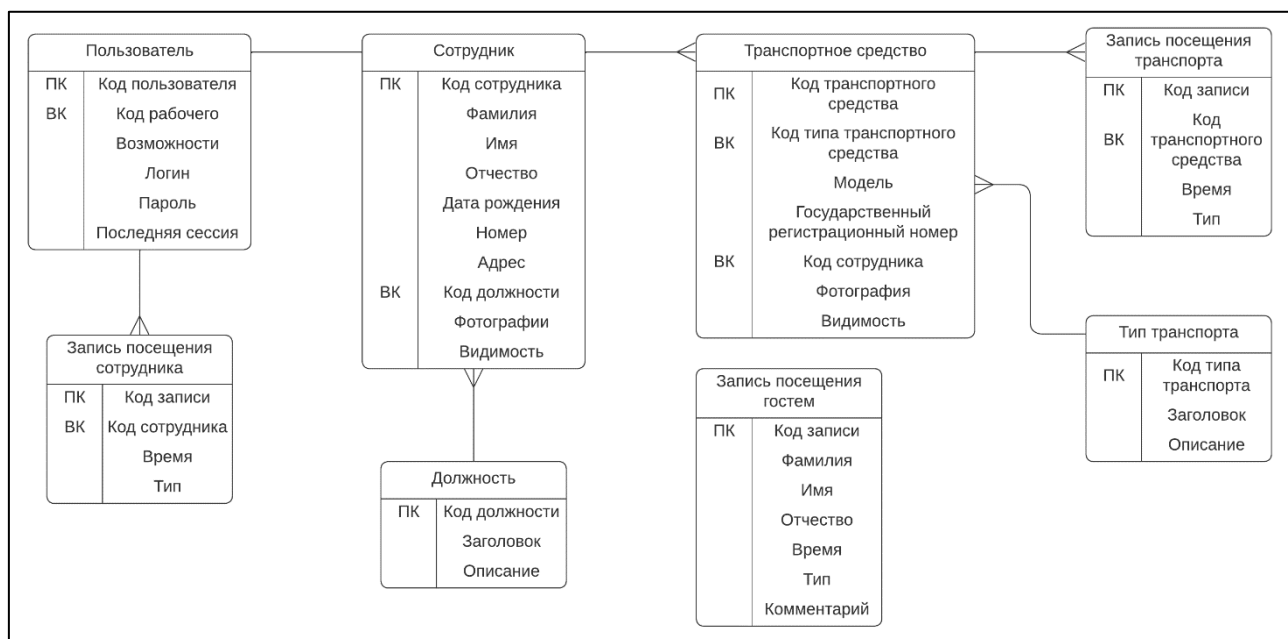 Пользователь
ПК Код пользователя
ВК Код рабочего
Возможности
Логин
Пароль
Последняя сессия
Сотрудник
ПК Код сотрудника
Фамилия
Имя
Отчество
Дата рождения
Номер
Адрес
ВК Код должности
Фотографии
Видимость
Транспортное средство
ПК Код транспортного
средства
ВК Код типа транспортного
средства
Модель
Государственный
регистрационный номер
ВК Код сотрудника
Фотография
Видимость
Запись посещения
транспорта
ПК Код записи
ВК Код
транспортного
средства
Время
Тип
Запись посещения
сотрудника
ПК Код записи
ВК Код сотрудника
Время
Тип
Должность
ПК Код должности
Заголовок
Описание
Запись посещения
гостем
ПК Код записи
Фамилия
Имя
Отчество
Время
Тип
Комментарий
Тип транспорта
ПК Код типа
транспорта
Заголовок
Описание